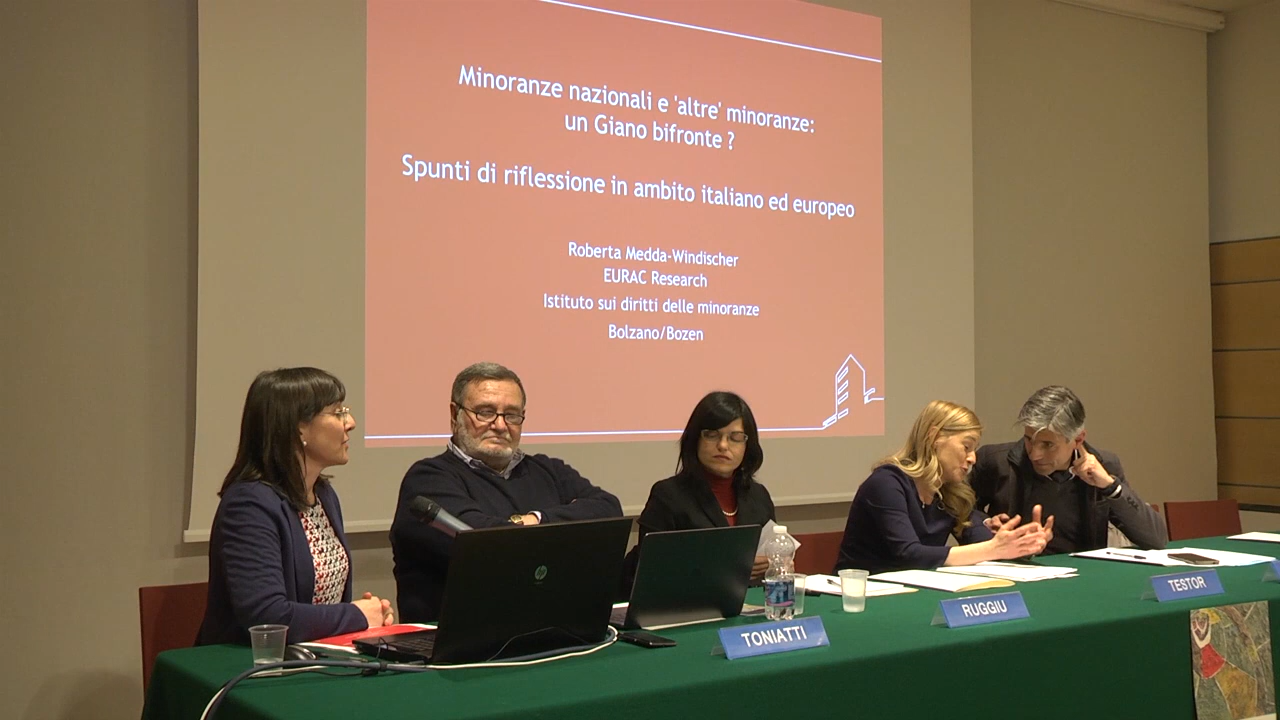 Minoranze nazionali e 'altre' minoranze:
un Giano bifronte ?
Spunti di riflessione in ambito italiano ed europeo
Roberta Medda-Windischer
EURAC Research
Istituto sui diritti delle minoranze
Bolzano/Bozen
hp
TONIATTI
RUGGIU
TESTOR